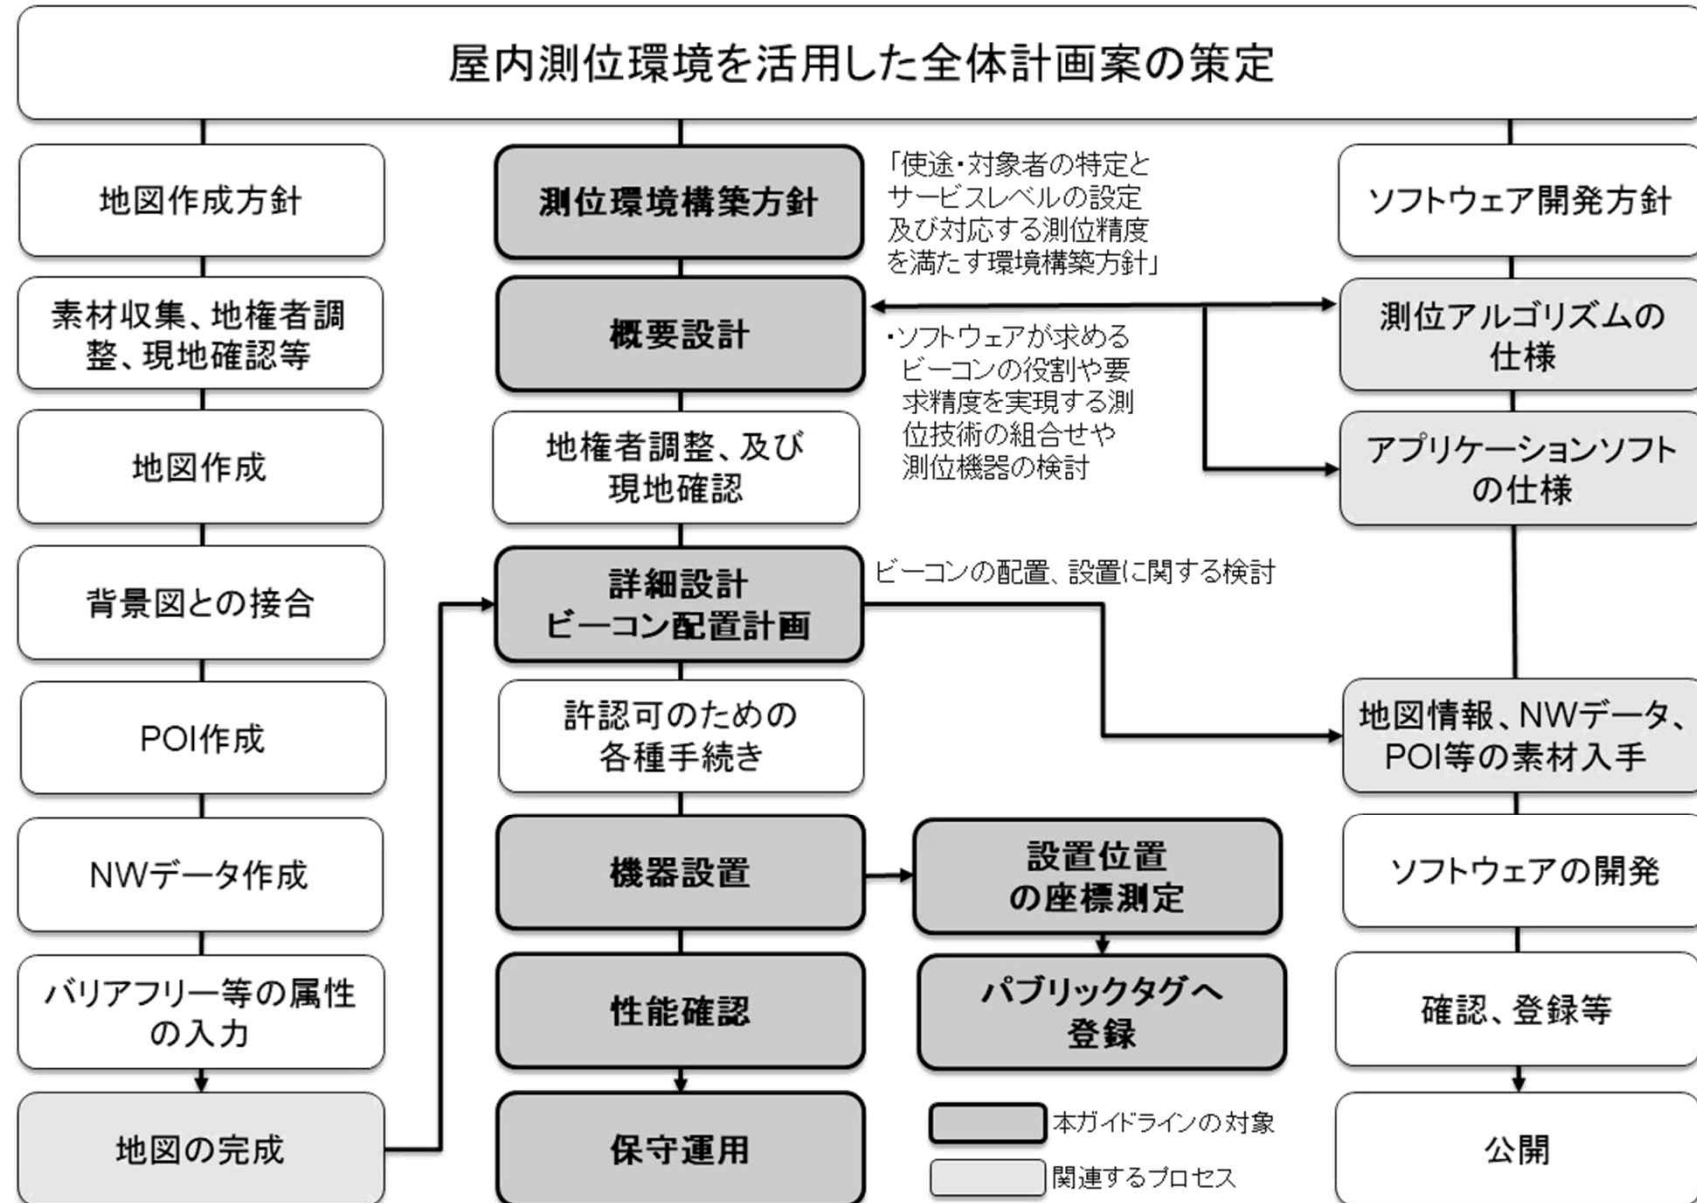 屋内測位環境を活用した全体計画案の策定
地図作成方針
素材収集、地権者調
整、現地確認等
地図作成
背景図との接合
POI作成
NWデータ作成
バリアフリー等の属性
の入力
地図の完成
測位環境構築方針
概要設計
地権者調整、及び
現地確認
詳細設計
ビーコン配置計画
許認可のための
各種手続き
機器設置
性能確認
保守運用
「使途・対象者の特定と
サービスレベルの設定
及び対応する測位精度
を満たす環境構築方針」
・ソフトウェアが求める
ビーコンの役割や要
求精度を実現する測
位技術の組合せや
測位機器の検討
ビーコンの配置、設置に関する検討
設置位置
の座標測定
パブリックタグへ
登録
本ガイドラインの対象
関連するプロセス
ソフトウェア開発方針
測位アルゴリズムの
仕様
アプリケーションソフト
の仕様
地図情報、NWデータ、
POI等の素材入手
ソフトウェアの開発
確認、登録等
公開